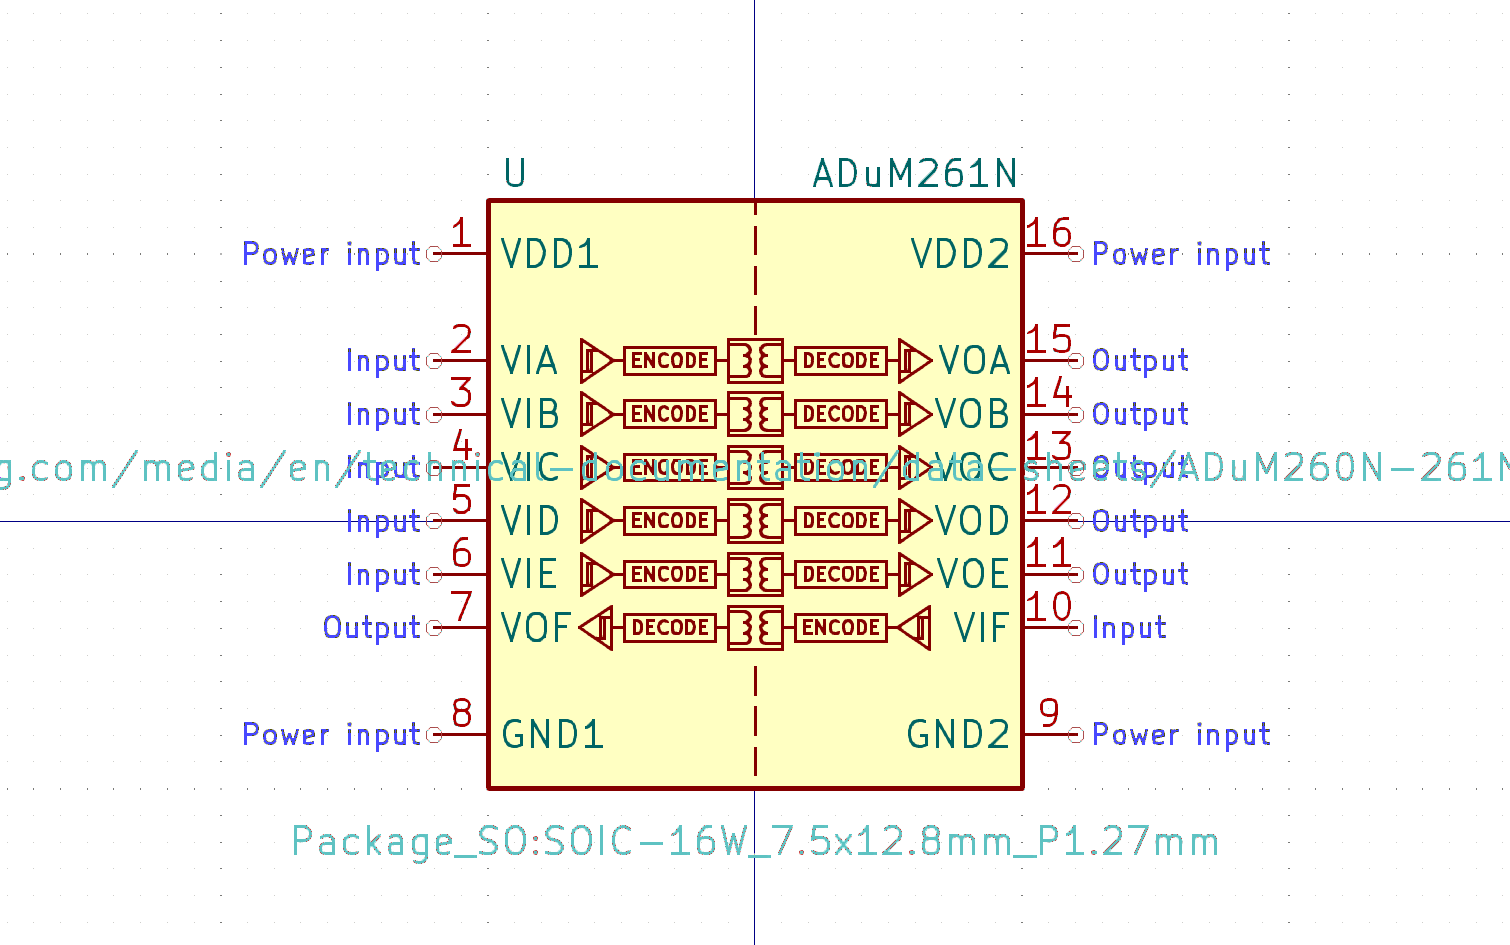 U ADuM261N
Power input 1 VDD1 VDD2 16 Power input
Input 2 VIA ENCODE DECODE VOA 15 Output
Input 3 VIB ENCODE DECODE VOB 14 Output
Input 4 VIC ENCODE DECODE VOC 13 Output
g.com/media/en/technical-documentation/data-sheets/ADuM260N-261N
Input 5 VID ENCODE DECODE VOD 12 Output
Input 6 VIE ENCODE DECODE VOE 11 Output
Output 7 VOF DECODE ENCODE VIF 10 Input
Power input 8 GND1 GND2 9 Power input
Package_SO:SOIC-16W_7.5x12.8mm_P1.27mm